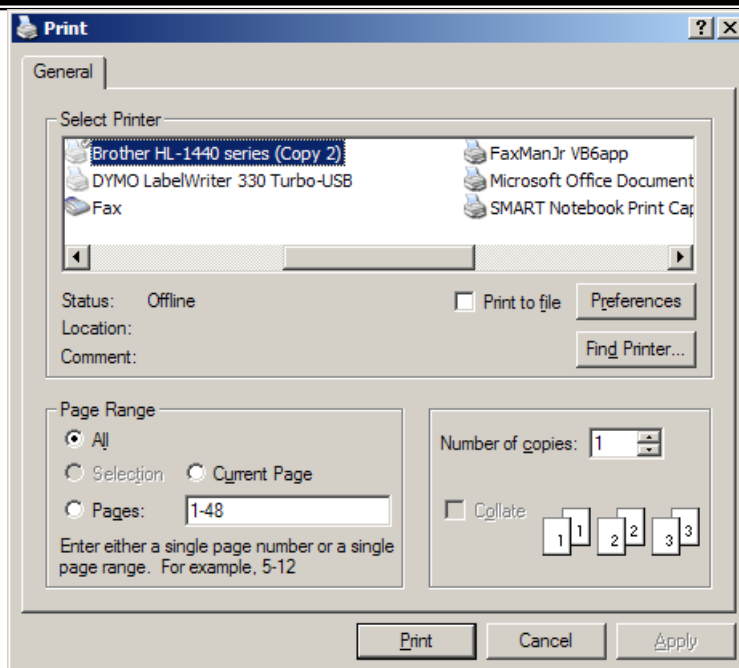 Print
General
Select Printer
Brother HL-1440 series (Copy 2)
FaxManJr VB6app
DYMO LabelWriter 330 Turbo-USB
Microsoft Office Document
Fax
SMART Notebook Print Cap
Status: Offline
Print to file
Preferences
Location:
Comment:
Find Printer...
Page Range
All
Selection
Current Page
Pages: 1-48
Enter either a single page number or a single
page range. For example, 5-12
Number of copies: 1
Collate
1 1 2 2 3 3
Print
Cancel
Apply